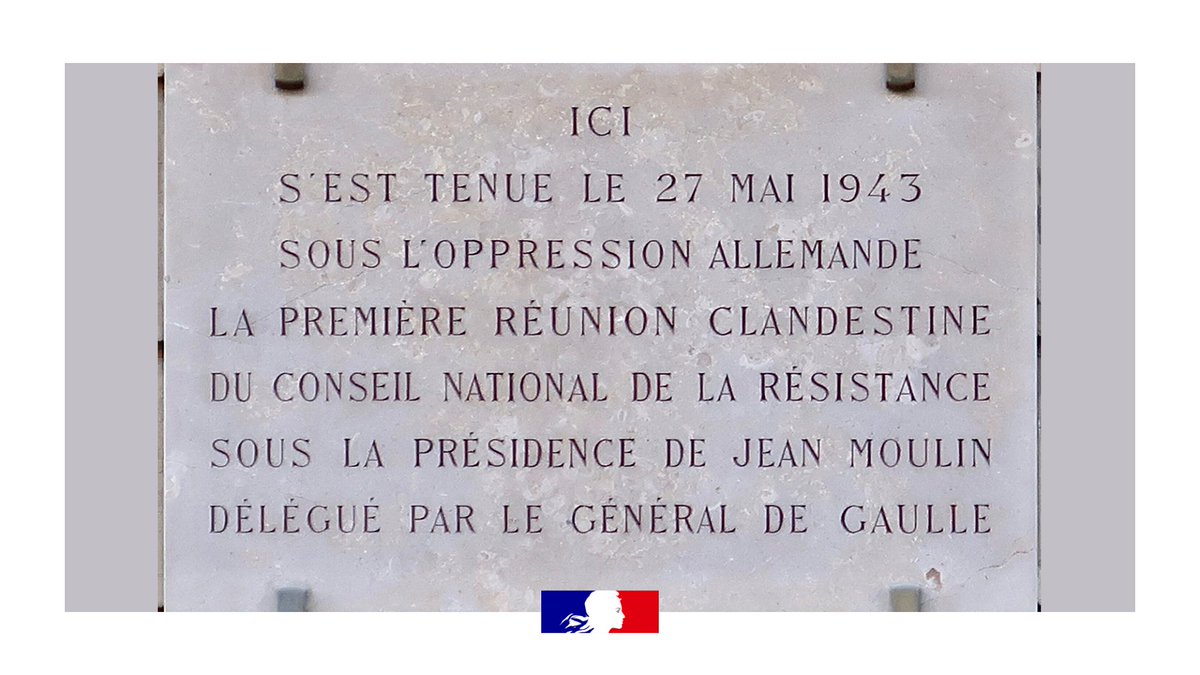 ICI
S'EST TENUE LE 27 MAI 1943
SOUS L'OPPRESSION ALLEMANDE
LA PREMIÈRE RÉUNION CLANDESTINE
DU CONSEIL NATIONAL DE LA RÉSISTANCE
SOUS LA PRÉSIDENCE DE JEAN MOULIN
DÉLÉGUÉ PAR LE GÉNÉRAL DE GAULLE